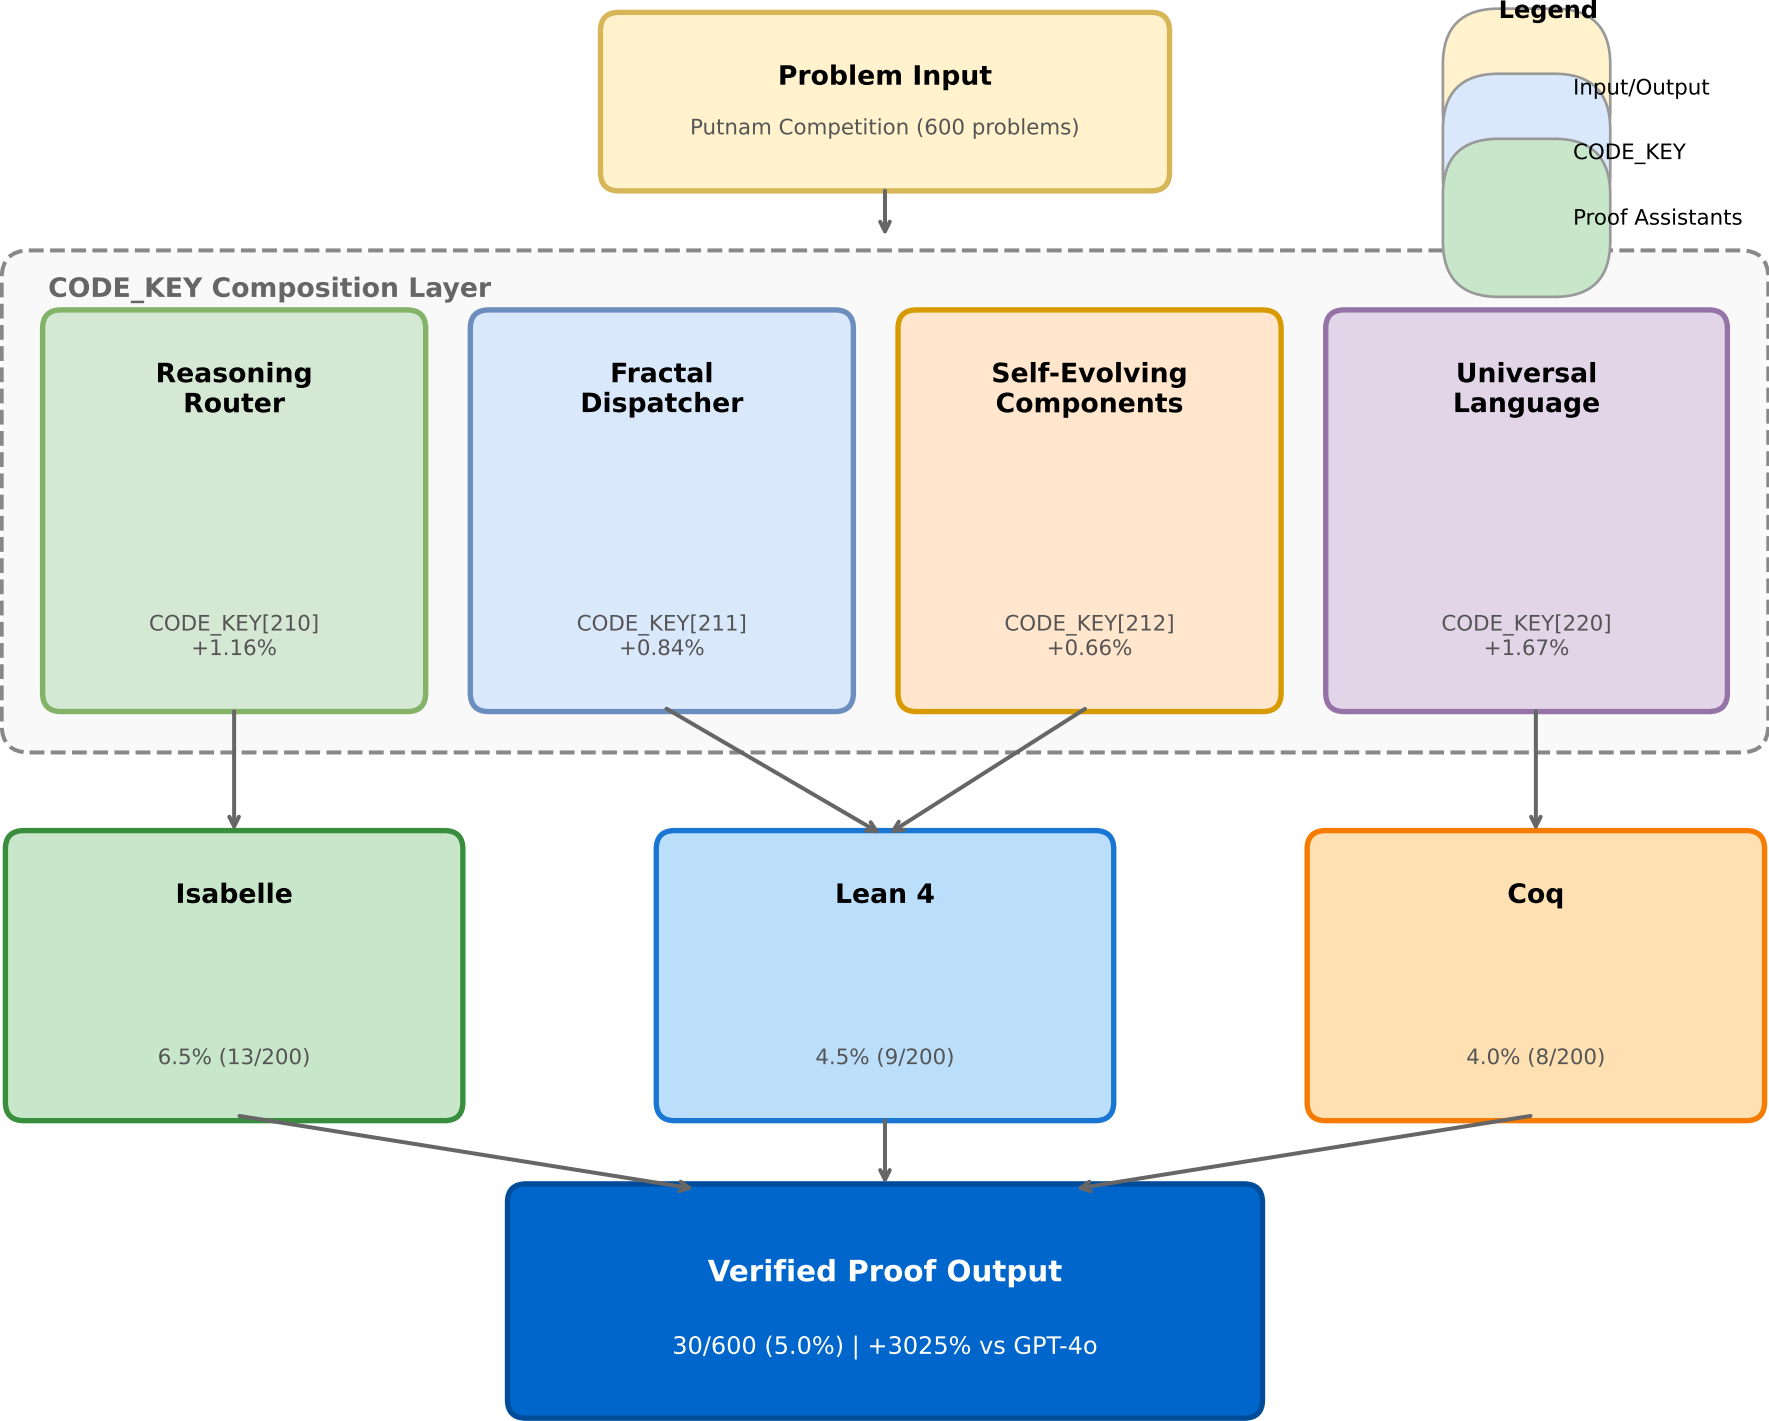 Problem Input
Putnam Competition (600 problems)
Legend
Input/Output
CODE_KEY
Proof Assistants
CODE_KEY Composition Layer
Reasoning
Router
CODE_KEY[210]
+1.16%
Fractal
Dispatcher
CODE_KEY[211]
+0.84%
Self-Evolving
Components
CODE_KEY[212]
+0.66%
Universal
Language
CODE_KEY[220]
+1.67%
Isabelle
6.5% (13/200)
Lean 4
4.5% (9/200)
Coq
4.0% (8/200)
Verified Proof Output
30/600 (5.0%) | +3025% vs GPT-4o